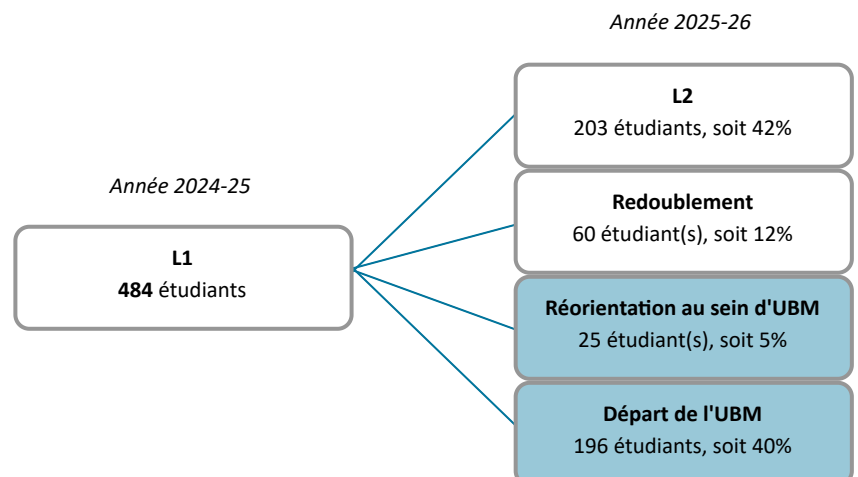 Année 2025-26
L2
203 étudiants, soit 42%
Année 2024-25
Redoublement
60 étudiant(s), soit 12%
L1
484 étudiants
Réorientation au sein d'UBM
25 étudiant(s), soit 5%
Départ de l'UBM
196 étudiants, soit 40%